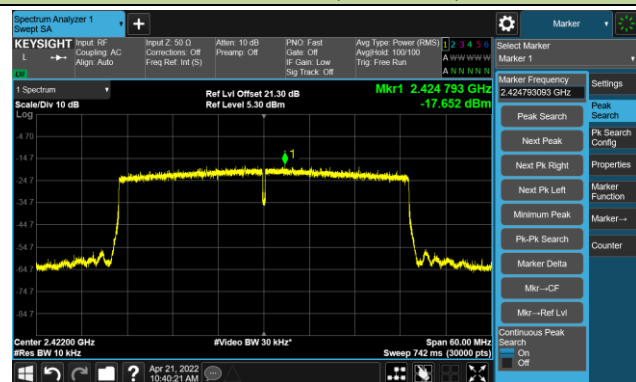 Spectrum Analyzer 1
Swept SA
Marker
KEYSIGHT
L
Input: RF
Coupling: AC
Align: Auto
Input Z: 50 Ω
Corrections: Off
Freq Ref: Int (S)
Atten: 10 dB
Preamp: Off
PNO: Fast
Gate: Off
IF Gain: Low
Sig Track: Off
Avg Type: Power (RMS)
Avg|Hold: 100/100
Trig: Free Run
1 2 3 4 5 6
A W W W W W
A N N N N N
Select Marker
Marker 1
1 Spectrum
Scale/Div 10 dB
Log
Ref Lvl Offset 21.30 dB
Ref Level 5.30 dBm
Mkr1 2.424 793 GHz
-17.652 dBm
1
-4.70
-14.7
-24.7
-34.7
-44.7
-54.7
-64.7
-74.7
-84.7
Center 2.42200 GHz
#Res BW 10 kHz
#Video BW 30 kHz*
Span 60.00 MHz
Sweep 742 ms (30000 pts)
Marker Frequency
2.424793093 GHz
Peak Search
Next Peak
Next Pk Right
Next Pk Left
Minimum Peak
Pk-Pk Search
Marker Delta
Mkr→CF
Mkr→Ref Lvl
Continuous Peak
Search
On
Off
Settings
Peak
Search
Pk Search
Config
Properties
Marker
Function
Marker→
Counter
Apr 21, 2022
10:40:21 AM